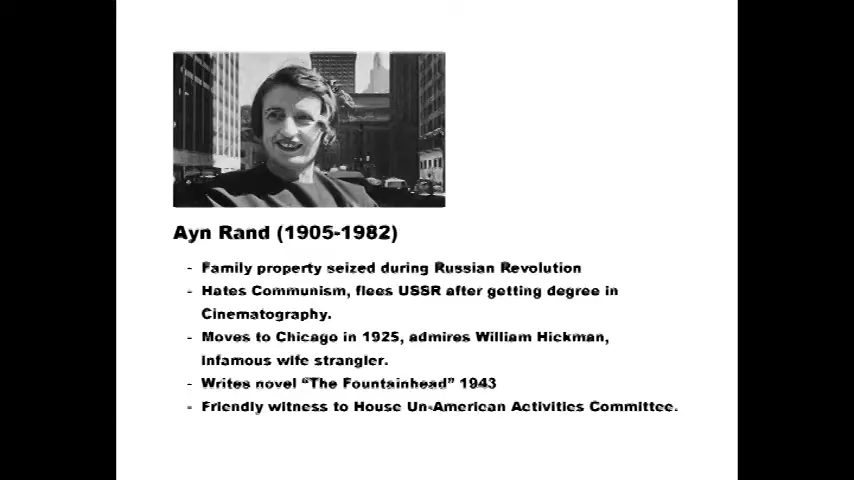 Ayn Rand (1905-1982)
- Family property seized during Russian Revolution
- Hates Communism, flees USSR after getting degree in
Cinematography.
- Moves to Chicago in 1925, admires William Hickman,
infamous wife strangler.
- Writes novel “The Fountainhead” 1943
- Friendly witness to House Un-American Activities Committee.